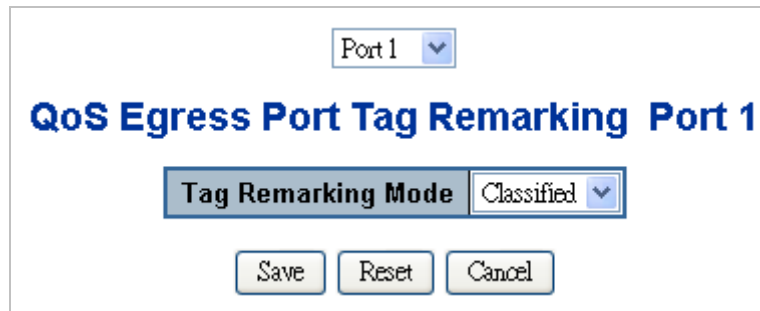 Port 1
QoS Egress Port Tag Remarking Port 1
Tag Remarking Mode Classified
Save Reset Cancel